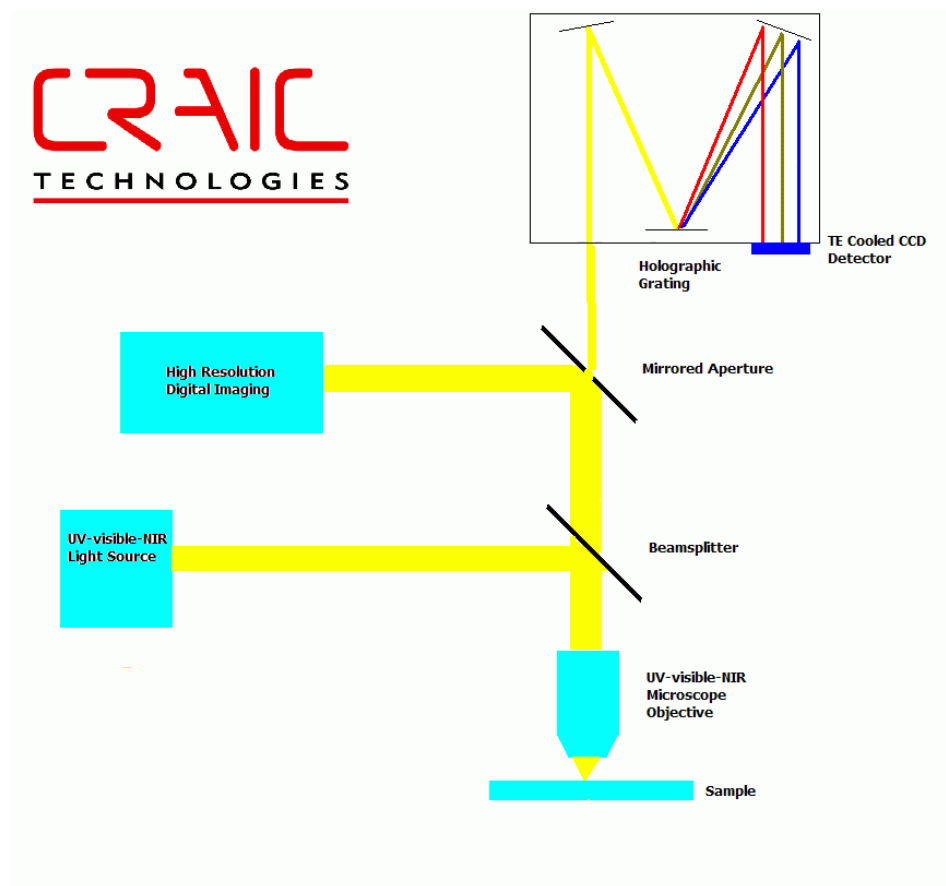 CRAIC
TECHNOLOGIES
TE Cooled CCD
Detector
Holographic
Grating
High Resolution
Digital Imaging
Mirrored Aperture
UV-visible-NIR
Light Source
Beamsplitter
UV-visible-NIR
Microscope
Objective
Sample